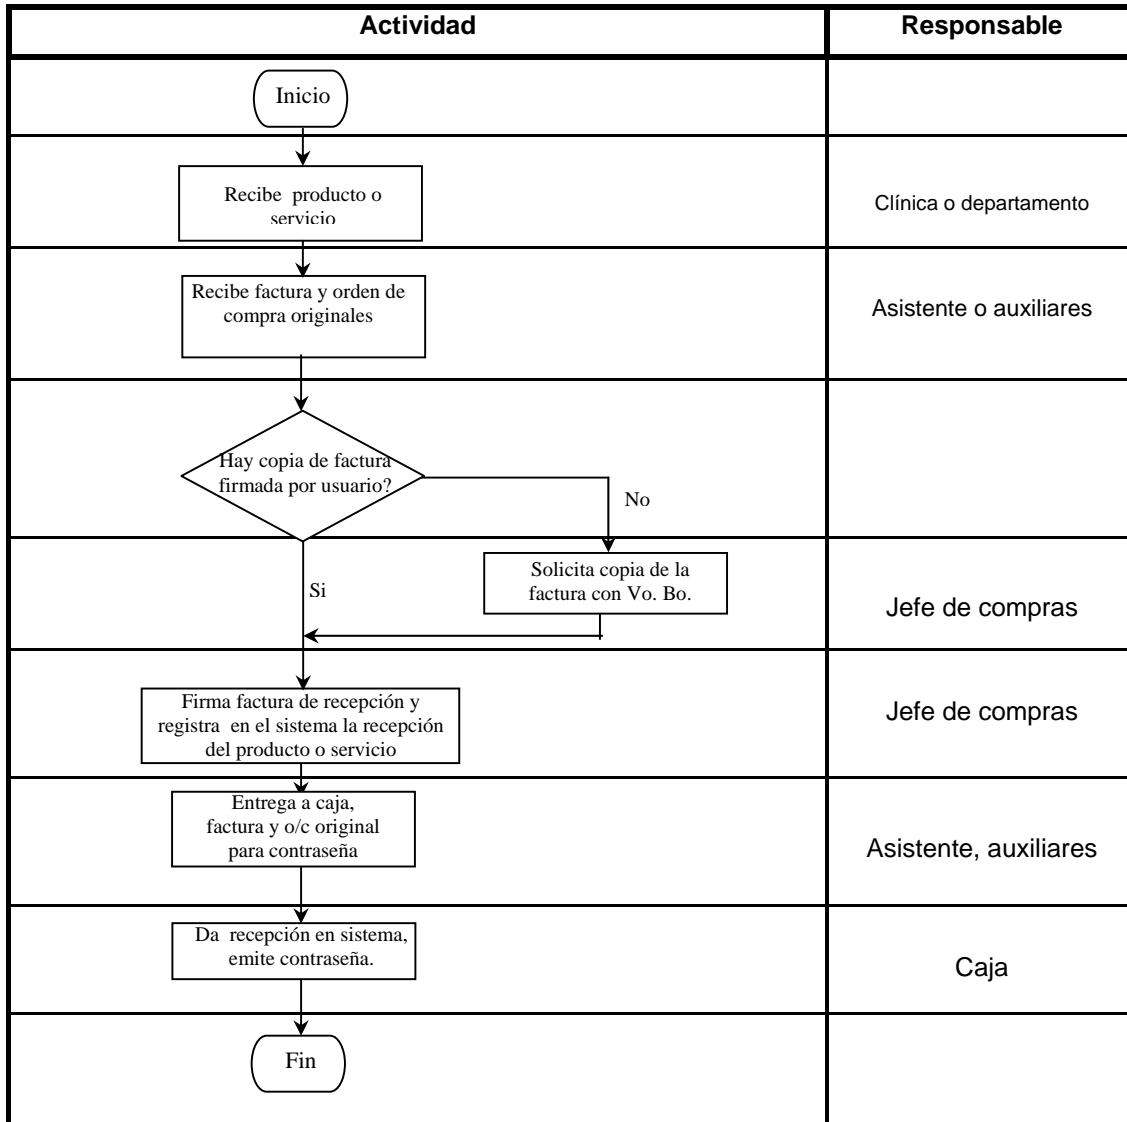 Actividad
Responsable
Inicio
Recibe producto o
servicio
Clínica o departamento
Recibe factura y orden de
compra originales
Asistente o auxiliares
Hay copia de factura
firmada por usuario?
No
Solicita copia de la
factura con Vo. Bo.
Si
Jefe de compras
Firma factura de recepción y
registra en el sistema la recepción
del producto o servicio
Jefe de compras
Entrega a caja,
factura y o/c original
para contraseña
Asistente, auxiliares
Da recepción en sistema,
emite contraseña.
Caja
Fin